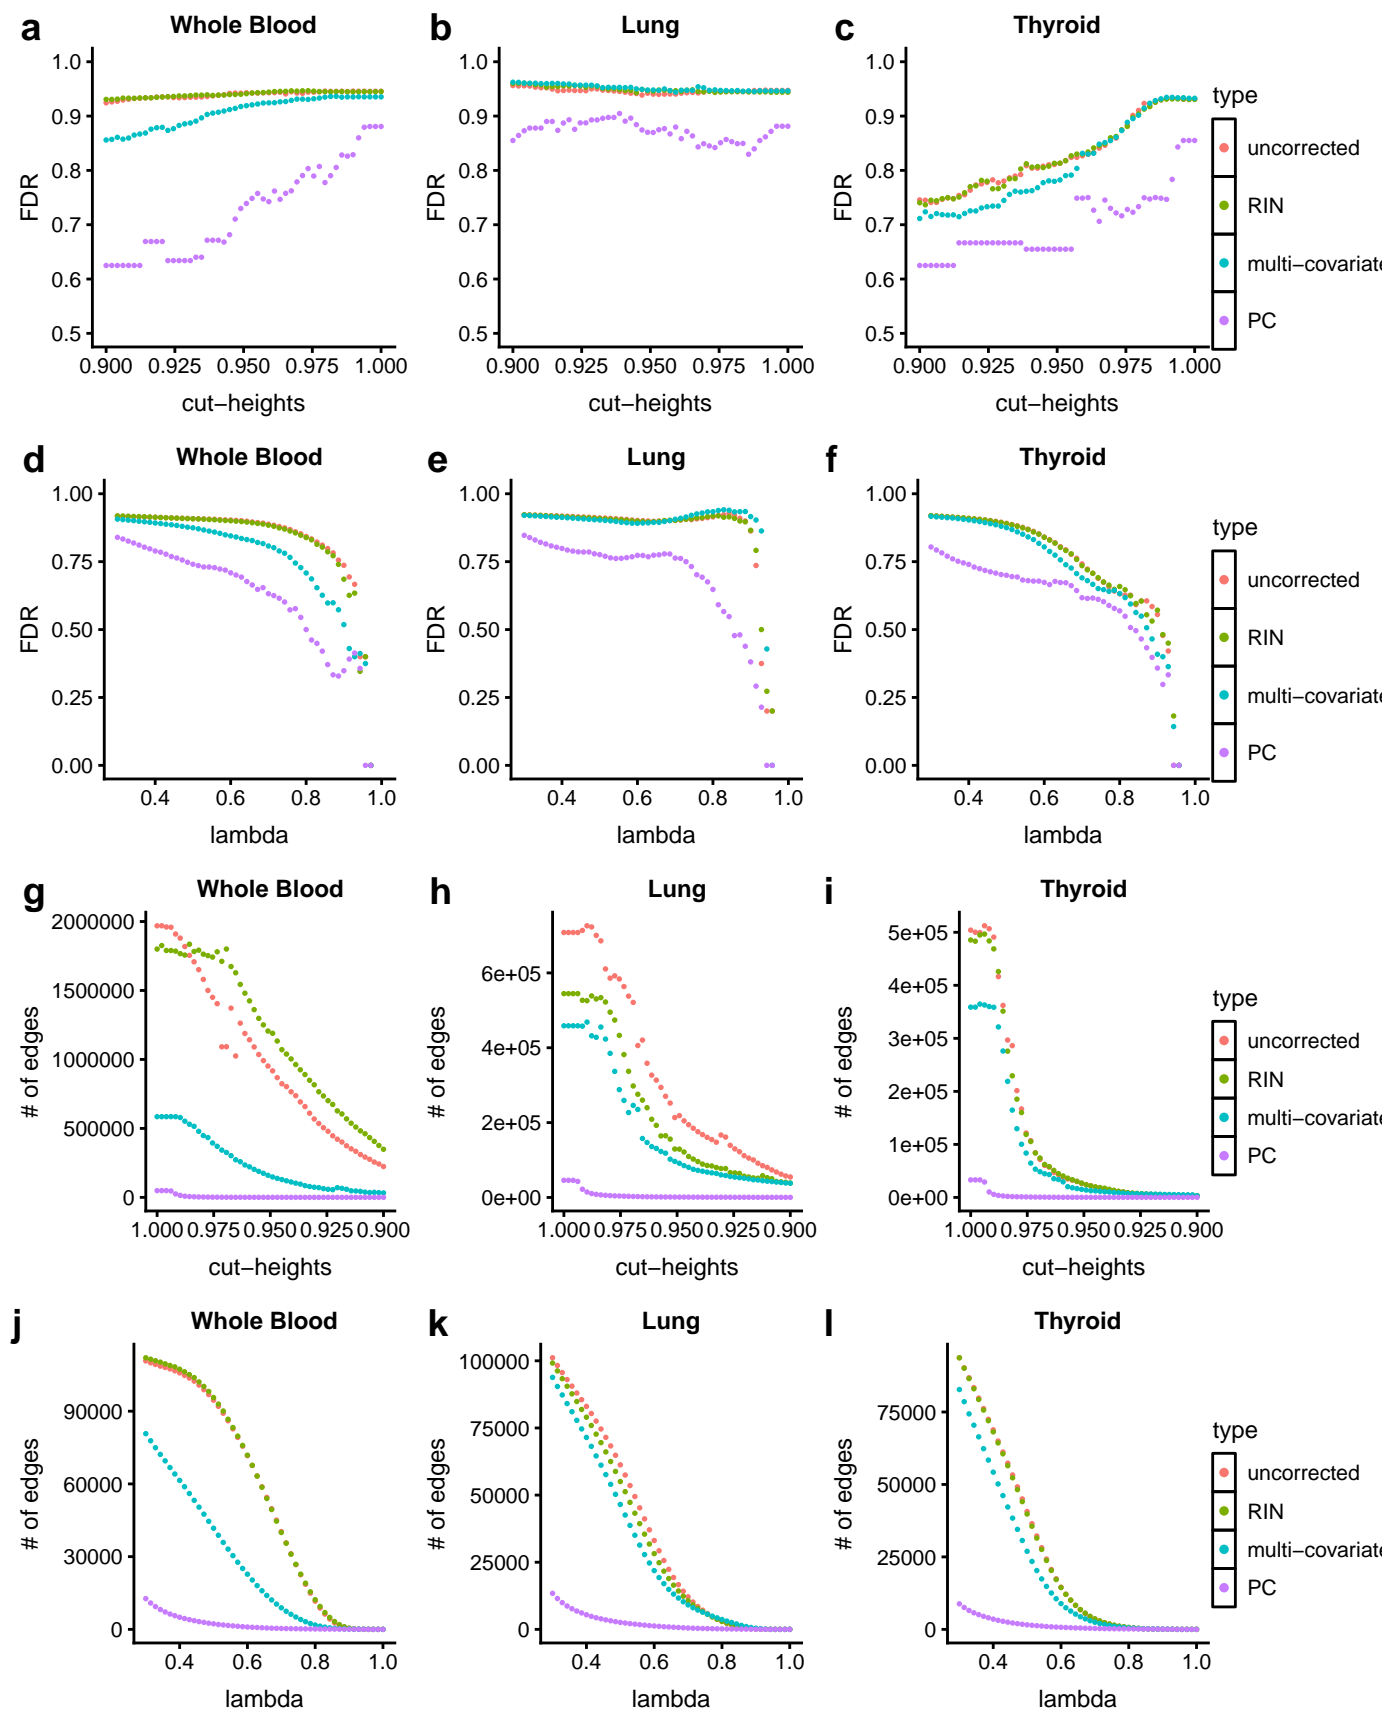 a Whole Blood
b Lung
c Thyroid
FDR
1.0
0.9
0.8
0.7
0.6
0.5
0.900 0.925 0.950 0.975 1.000
cut−heights
FDR
1.0
0.9
0.8
0.7
0.6
0.5
0.900 0.925 0.950 0.975 1.000
cut−heights
FDR
1.0
0.9
0.8
0.7
0.6
0.5
0.900 0.925 0.950 0.975 1.000
cut−heights
type
uncorrected
RIN
multi−covariate
PC
d Whole Blood
e Lung
f Thyroid
FDR
1.00
0.75
0.50
0.25
0.00
0.4 0.6 0.8 1.0
lambda
FDR
1.00
0.75
0.50
0.25
0.00
0.4 0.6 0.8 1.0
lambda
FDR
1.00
0.75
0.50
0.25
0.00
0.4 0.6 0.8 1.0
lambda
type
uncorrected
RIN
multi−covariate
PC
g Whole Blood
h Lung
i Thyroid
# of edges
2000000
1500000
1000000
500000
0
1.000 0.975 0.950 0.925 0.900
cut−heights
# of edges
6e+05
4e+05
2e+05
0e+00
1.000 0.975 0.950 0.925 0.900
cut−heights
# of edges
5e+05
4e+05
3e+05
2e+05
1e+05
0e+00
1.000 0.975 0.950 0.925 0.900
cut−heights
type
uncorrected
RIN
multi−covariate
PC
j Whole Blood
k Lung
l Thyroid
# of edges
90000
60000
30000
0
0.4 0.6 0.8 1.0
lambda
# of edges
100000
75000
50000
25000
0
0.4 0.6 0.8 1.0
lambda
# of edges
75000
50000
25000
0
0.4 0.6 0.8 1.0
lambda
type
uncorrected
RIN
multi−covariate
PC